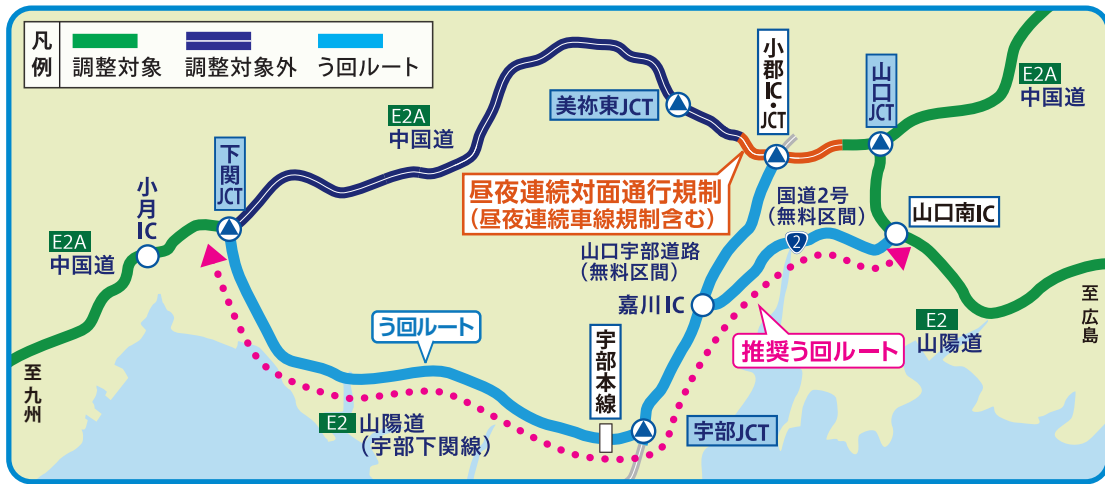 凡例
調整対象
調整対象外
う回ルート
E2A
中国道
美祢東JCT
小郡IC・JCT
山口JCT
E2A
中国道
下関JCT
小月IC
E2A
中国道
昼夜連続対面通行規制
(昼夜連続車線規制含む)
国道2号
(無料区間)
2
山口南IC
山口宇部道路
(無料区間)
嘉川IC
う回ルート
宇部本線
推奨う回ルート
E2
山陽道
至広島
至九州
E2
山陽道
(宇部下関線)
宇部JCT